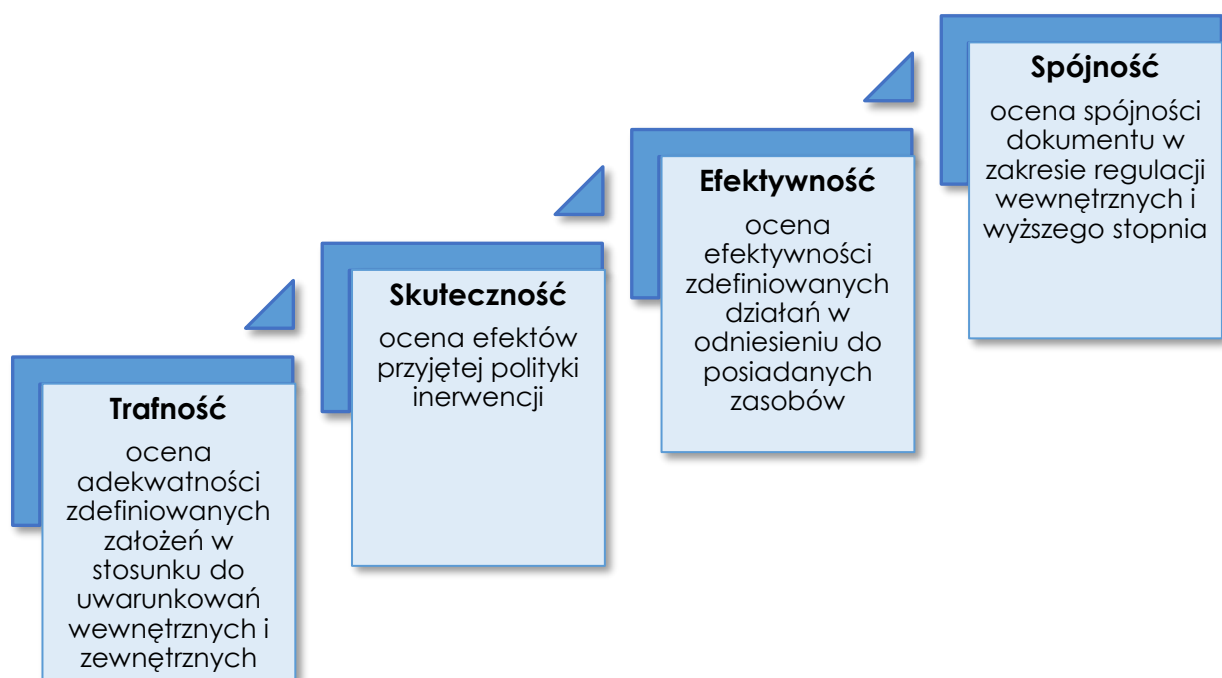 Trafność
ocena
adekwatności
zdefiniowanych
założeń w
stosunku do
uwarunkowań
wewnętrznych i
zewnętrznych
Skuteczność
ocena efektów
przyjętej polityki
inerwencji
Efektywność
ocena
efektywności
zdefiniowanych
działań w
odniesieniu do
posiadanych
zasobów
Spójność
ocena spójności
dokumentu w
zakresie regulacji
wewnętrznych i
wyższego stopnia